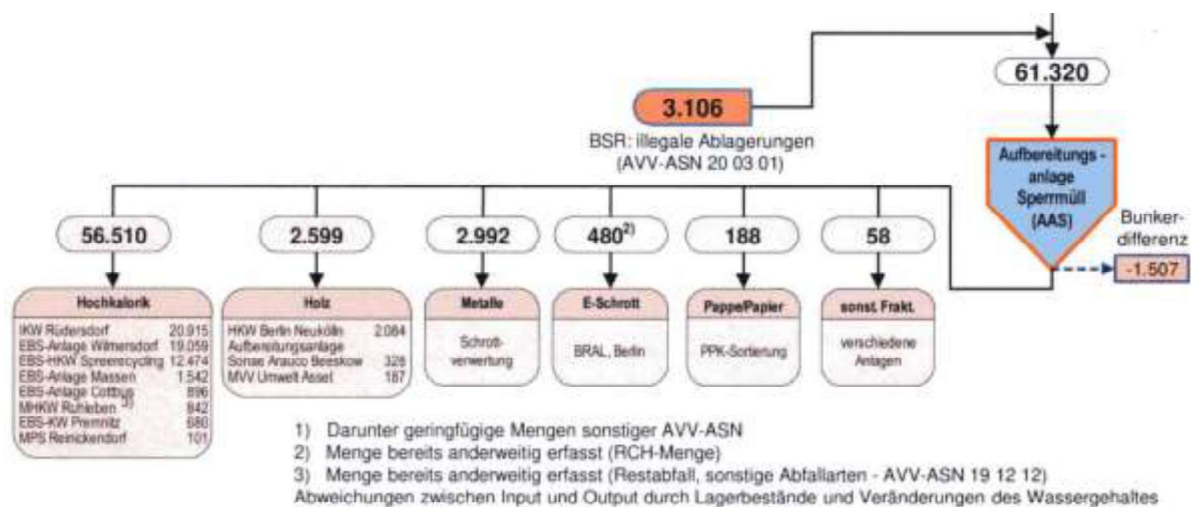 61.320
3.106
BSR: illegale Ablagerungen
(AVV-ASN 20 03 01)
Aufbereitungs-
anlage
Sperrmüll
(AAS)
Bunker-
differenz
-1.507
56.510
2.599
2.992
480²⁾
188
58
Hochkalorik
IKW Rüdersdorf 20.915
EBS-Anlage Wilmersdorf 19.059
EBS-HKW Spreerecycling 12.474
EBS-Anlage Massen 1.542
EBS-Anlage Cottbus 896
MHKW Ruhleben ³⁾ 842
EBS-KW Premnitz 680
MPS Reinickendorf 101
Holz
HKW Berlin Neukölln 2.084
Aufbereitungsanlage
Sonae Arauco Beeskow 328
MVV Umwelt Asset 187
Metalle
Schrott-
verwertung
E-Schrott
BRAL, Berlin
Pappe/Papier
PPK-Sortierung
sonst. Frakt.
verschiedene
Anlagen
1) Darunter geringfügige Mengen sonstiger AVV-ASN
2) Menge bereits anderweitig erfasst (RCH-Menge)
3) Menge bereits anderweitig erfasst (Restabfall, sonstige Abfallarten - AVV-ASN 19 12 12)
Abweichungen zwischen Input und Output durch Lagerbestände und Veränderungen des Wassergehaltes